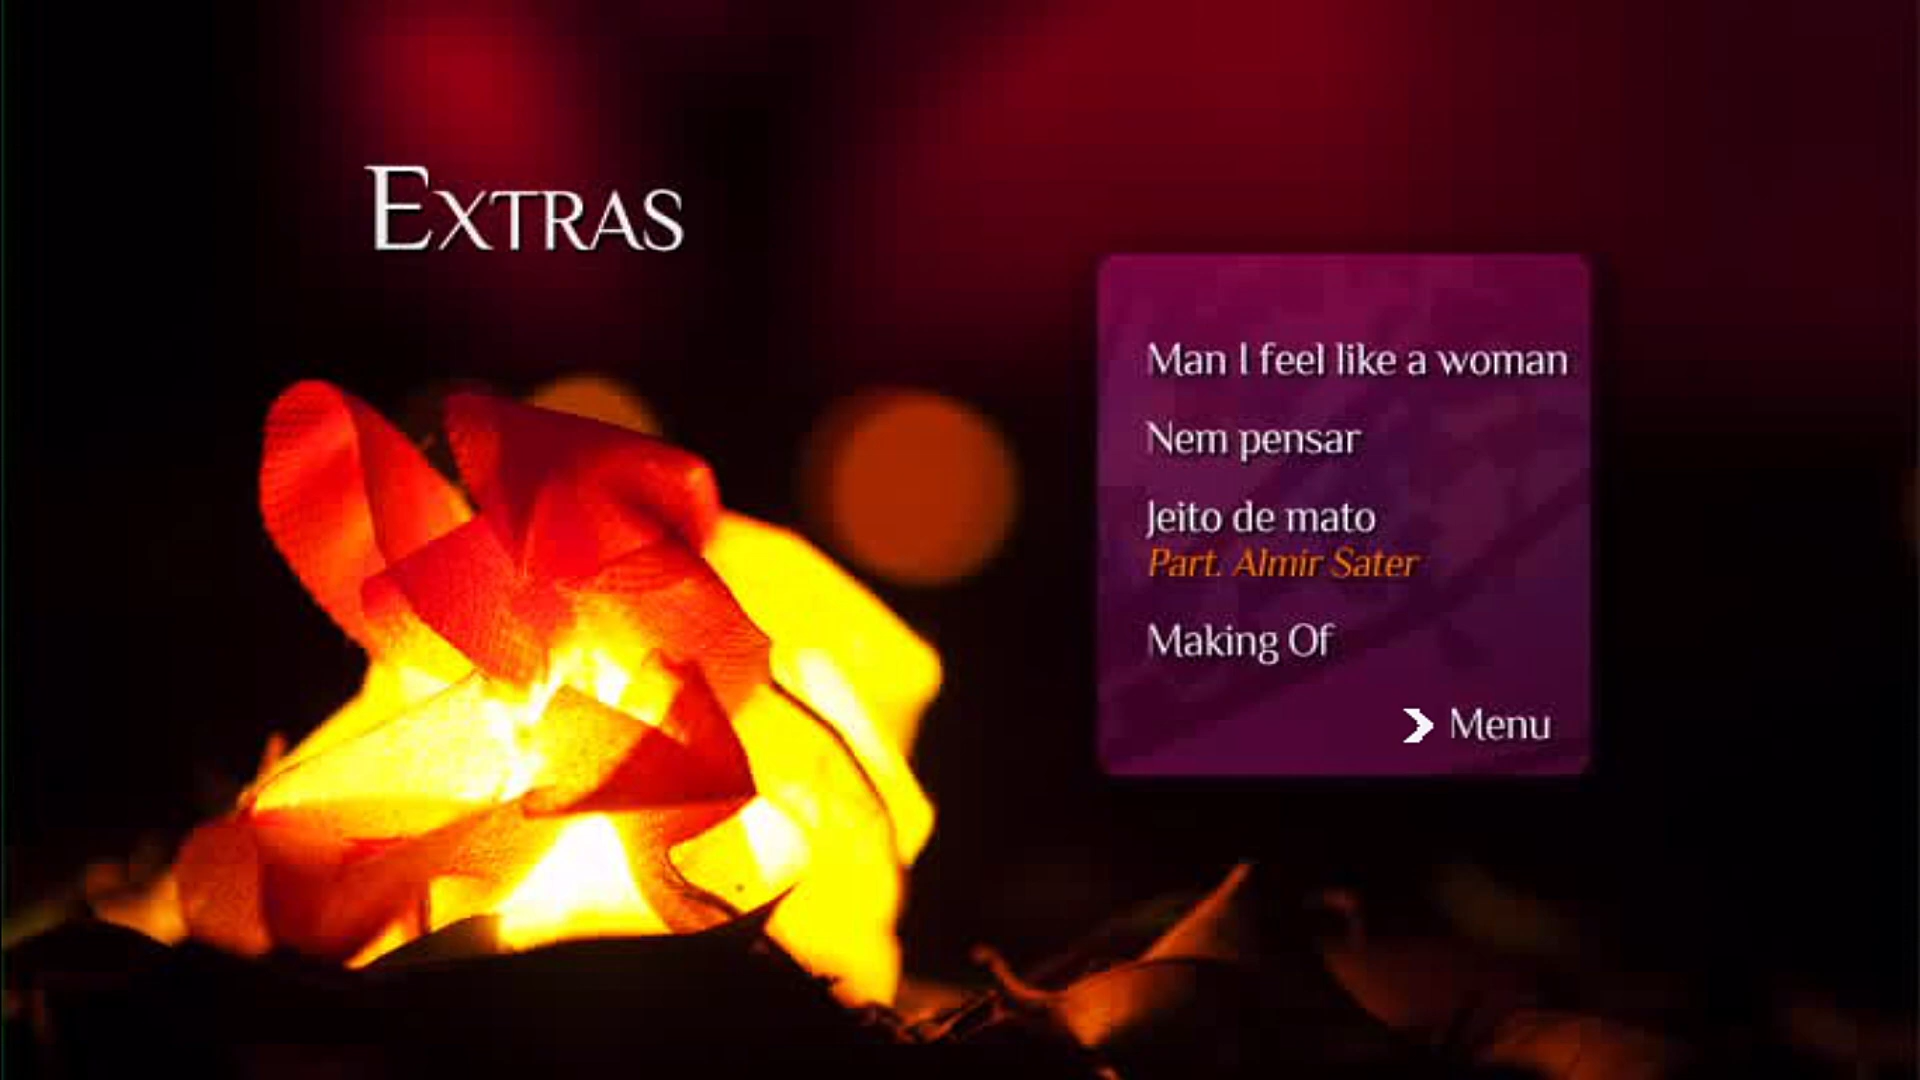 Extras
Man I feel like a woman
Nem pensar
Jeito de mato
Part. Almir Sater
Making Of
Menu